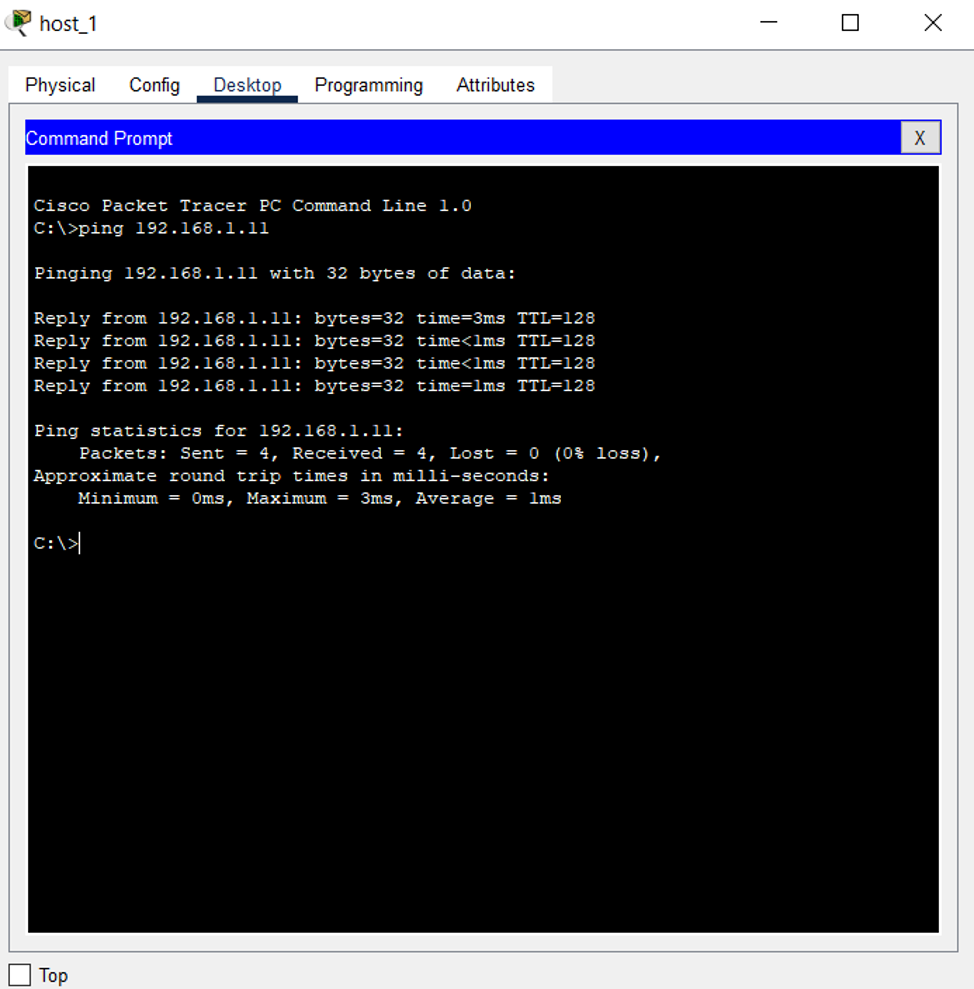 host_1
Physical Config Desktop Programming Attributes
Command Prompt X
Cisco Packet Tracer PC Command Line 1.0
C:\>ping 192.168.1.11
Pinging 192.168.1.11 with 32 bytes of data:
Reply from 192.168.1.11: bytes=32 time=3ms TTL=128
Reply from 192.168.1.11: bytes=32 time<1ms TTL=128
Reply from 192.168.1.11: bytes=32 time<1ms TTL=128
Reply from 192.168.1.11: bytes=32 time=1ms TTL=128
Ping statistics for 192.168.1.11:
Packets: Sent = 4, Received = 4, Lost = 0 (0% loss),
Approximate round trip times in milli-seconds:
Minimum = 0ms, Maximum = 3ms, Average = 1ms
C:\>
Top